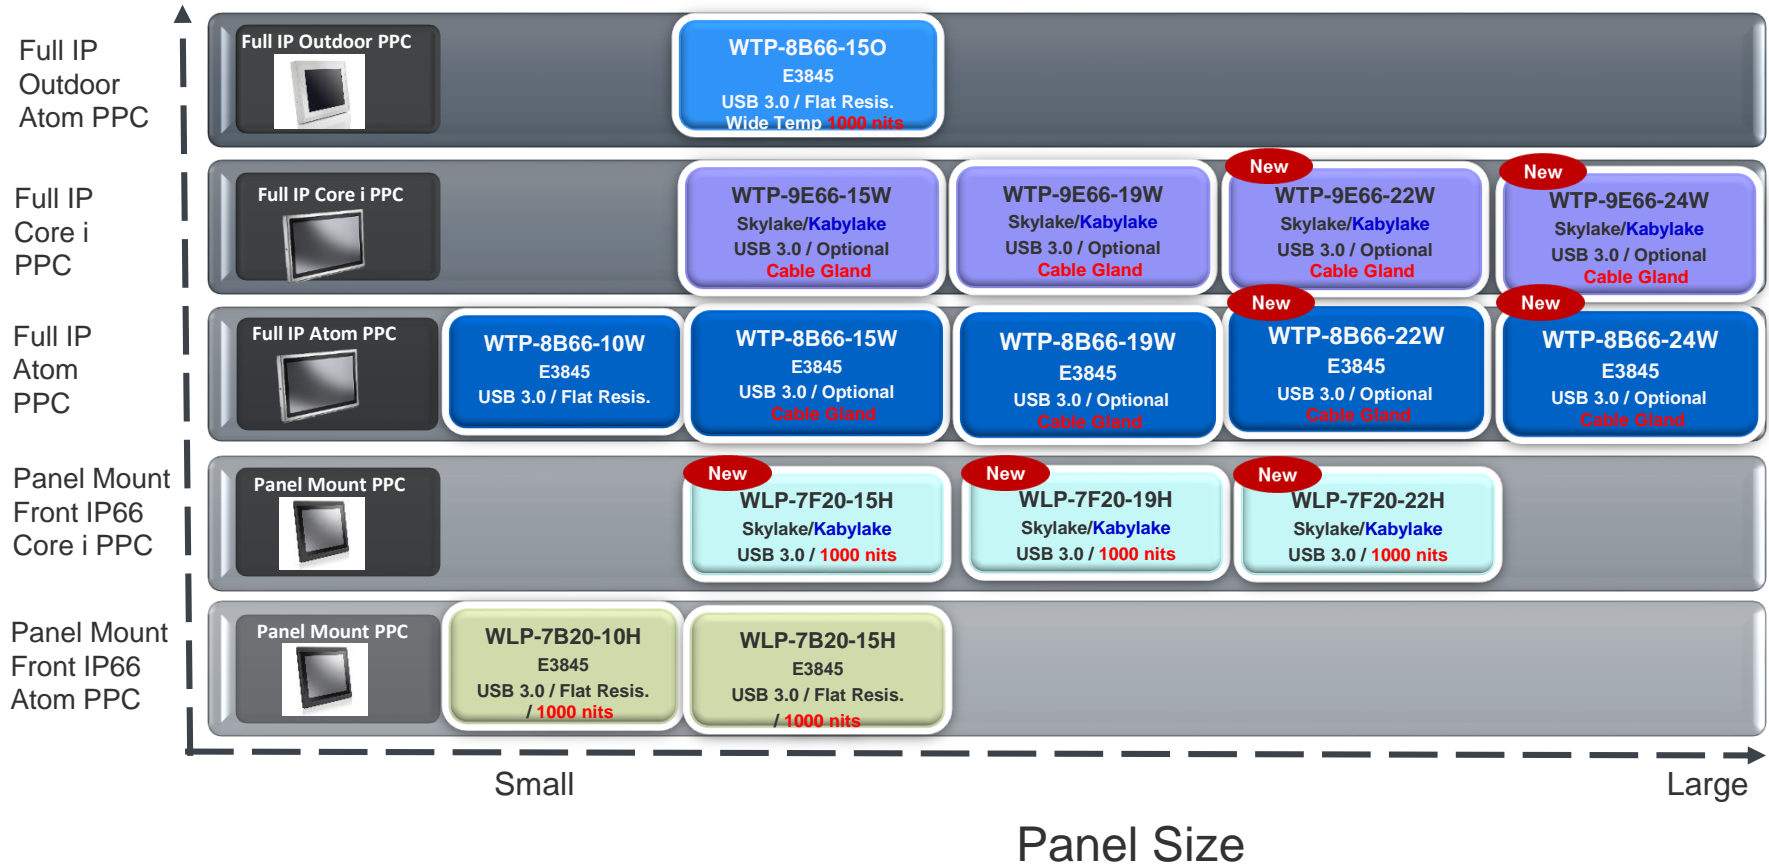 Full IP
Outdoor
Atom PPC
Full IP Outdoor PPC
WTP-8B66-15O
E3845
USB 3.0 / Flat Resis.
Wide Temp 1000 nits
Full IP
Core i
PPC
Full IP Core i PPC
WTP-9E66-15W
Skylake/Kabylake
USB 3.0 / Optional
Cable Gland
WTP-9E66-19W
Skylake/Kabylake
USB 3.0 / Optional
Cable Gland
New
WTP-9E66-22W
Skylake/Kabylake
USB 3.0 / Optional
Cable Gland
New
WTP-9E66-24W
Skylake/Kabylake
USB 3.0 / Optional
Cable Gland
Full IP
Atom
PPC
Full IP Atom PPC
WTP-8B66-10W
E3845
USB 3.0 / Flat Resis.
WTP-8B66-15W
E3845
USB 3.0 / Optional
Cable Gland
WTP-8B66-19W
E3845
USB 3.0 / Optional
Cable Gland
New
WTP-8B66-22W
E3845
USB 3.0 / Optional
Cable Gland
New
WTP-8B66-24W
E3845
USB 3.0 / Optional
Cable Gland
Panel Mount
Front IP66
Core i PPC
Panel Mount PPC
New
WLP-7F20-15H
Skylake/Kabylake
USB 3.0 / 1000 nits
New
WLP-7F20-19H
Skylake/Kabylake
USB 3.0 / 1000 nits
New
WLP-7F20-22H
Skylake/Kabylake
USB 3.0 / 1000 nits
Panel Mount
Front IP66
Atom PPC
Panel Mount PPC
WLP-7B20-10H
E3845
USB 3.0 / Flat Resis.
/ 1000 nits
WLP-7B20-15H
E3845
USB 3.0 / Flat Resis.
/ 1000 nits
Small
Large
Panel Size